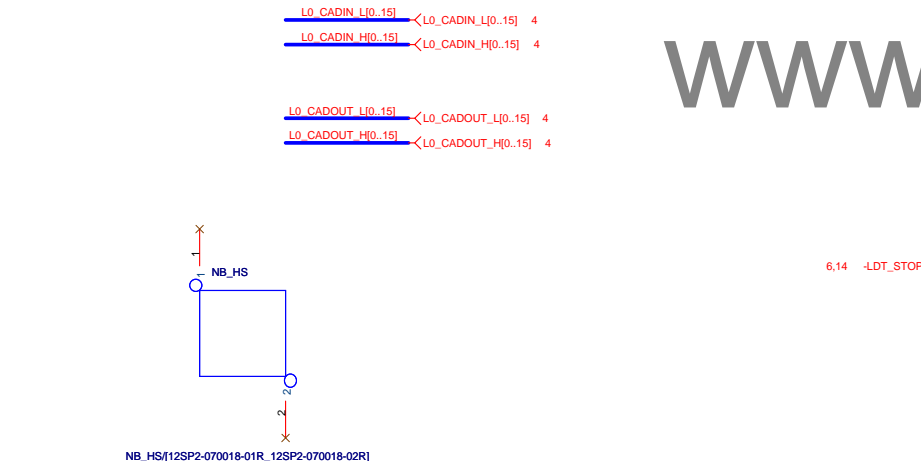 L0_CADIN_L[0..15] L0_CADIN_L[0..15] 4
L0_CADIN_H[0..15] L0_CADIN_H[0..15] 4
www
L0_CADOUT_L[0..15] L0_CADOUT_L[0..15] 4
L0_CADOUT_H[0..15] L0_CADOUT_H[0..15] 4
1
1 NB_HS
6,14 -LDT_STOP
2
2
NB_HS/[12SP2-070018-01R_12SP2-070018-02R]